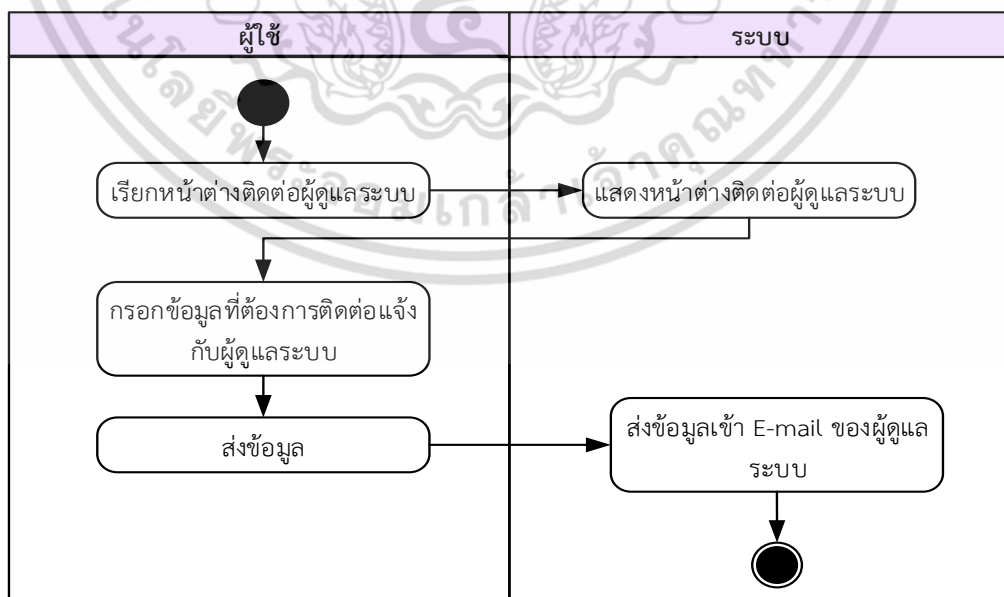 ผู้ใช้
ระบบ
เรียกหน้าต่างติดต่อผู้ดูแลระบบ
แสดงหน้าต่างติดต่อผู้ดูแลระบบ
กรอกข้อมูลที่ต้องการติดต่อแจ้ง
กับผู้ดูแลระบบ
ส่งข้อมูล
ส่งข้อมูลเข้า E-mail ของผู้ดูแล
ระบบ